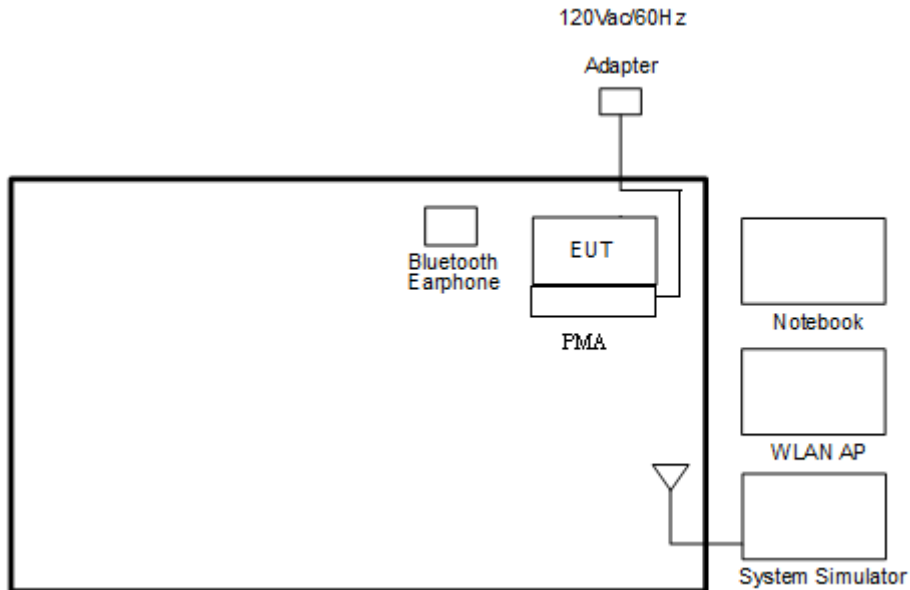 120Vac/60Hz
Adapter
EUT
Bluetooth
Earphone
PMA
Notebook
WLAN AP
System Simulator